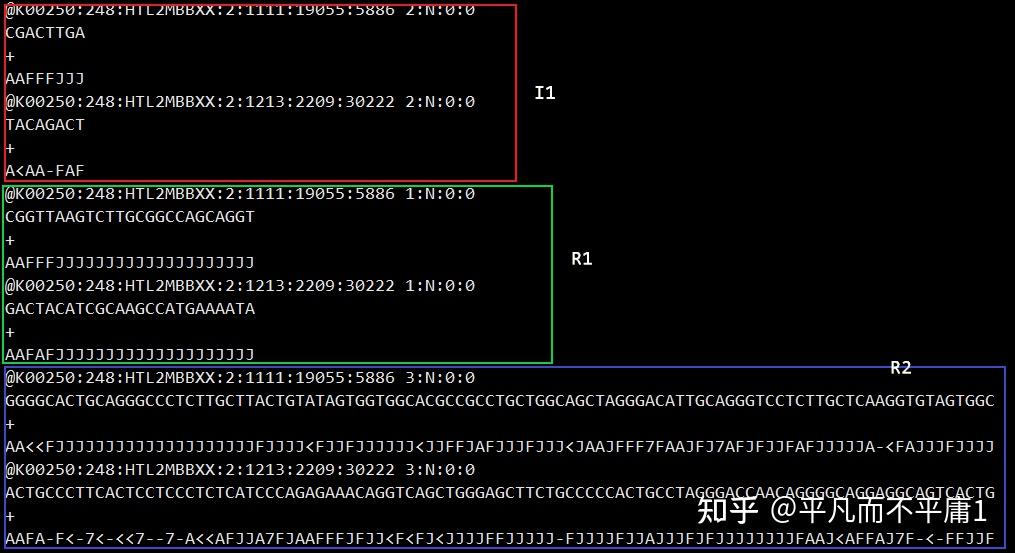 @K00250:248:HTL2MBBXX:2:1111:19055:5886 2:N:0:0
CGACTTGA
+
AAFFFJJJ
@K00250:248:HTL2MBBXX:2:1213:2209:30222 2:N:0:0
TACAGACT
+
A<AA-FAF
I1
@K00250:248:HTL2MBBXX:2:1111:19055:5886 1:N:0:0
CGGTTAAGTCTTGCGGCCAGCAGGT
+
AAFFFJJJJJJJJJJJJJJJJJJJJ
@K00250:248:HTL2MBBXX:2:1213:2209:30222 1:N:0:0
GACTACATCGCAAGCCATGAAAATA
+
AAFAFJJJJJJJJJJJJJJJJJJJJ
R1
R2
@K00250:248:HTL2MBBXX:2:1111:19055:5886 3:N:0:0
GGGGCACTGCAGGGCCCTCTTGCTTACTGTATAGTGGTGGCACGCCGCCTGCTGGCAGCTAGGGACATTGCAGGGTCCTCTTGCTCAAGGTGTAGTGGC
+
AA<<FJJJJJJJJJJJJJJJJJJJJFJJJJ<FJJFJJJJJJ<JJFFJAFJJJFJJJ<JAAJFFF7FAAJFJ7AFJFJJFAFJJJJJA-<FAJJJFJJJJ
@K00250:248:HTL2MBBXX:2:1213:2209:30222 3:N:0:0
ACTGCCCTTCACTCCTCCCTCTCATCCCAGAGAAACAGGTCAGCTGGGAGCTTCTGCCCCCACTGCCTAGGGACCAACAGGGGCAGGAGGCAGTCACTG
+
AAFA-F<-7<-<<7--7-A<<AFJJA7FJAAFFFJFJJ<F<FJ<JJJJFFJJJJJ-FJJJJFJJAJJJFJFJJJJJJJJFAAJ<AFFAJ7F-<-FFJJF
知乎 @平凡而不平庸1